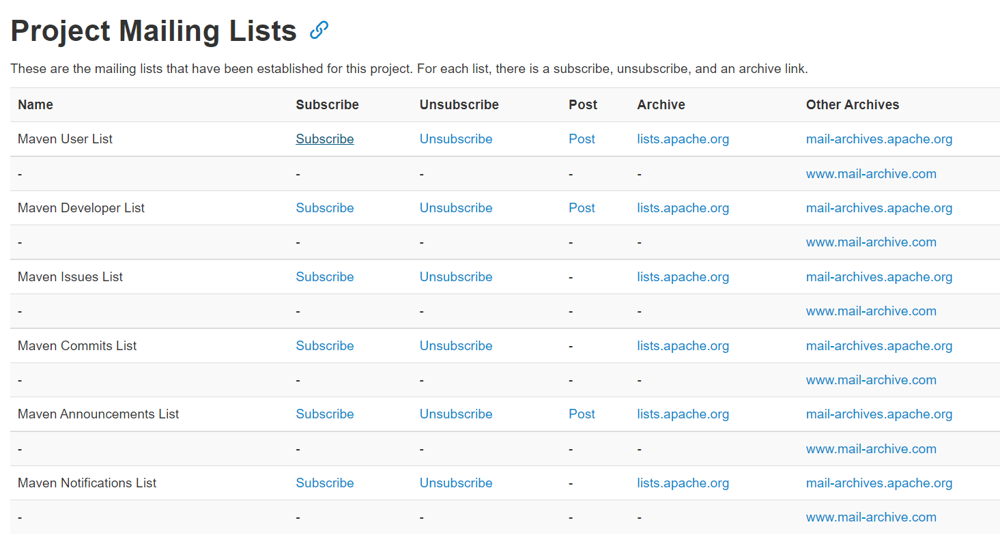 Project Mailing Lists
These are the mailing lists that have been established for this project. For each list, there is a subscribe, unsubscribe, and an archive link.
Name Subscribe Unsubscribe Post Archive Other Archives
Maven User List Subscribe Unsubscribe Post lists.apache.org mail-archives.apache.org
- - - - - www.mail-archive.com
Maven Developer List Subscribe Unsubscribe Post lists.apache.org mail-archives.apache.org
- - - - - www.mail-archive.com
Maven Issues List Subscribe Unsubscribe - lists.apache.org mail-archives.apache.org
- - - - - www.mail-archive.com
Maven Commits List Subscribe Unsubscribe - lists.apache.org mail-archives.apache.org
- - - - - www.mail-archive.com
Maven Announcements List Subscribe Unsubscribe Post lists.apache.org mail-archives.apache.org
- - - - - www.mail-archive.com
Maven Notifications List Subscribe Unsubscribe - lists.apache.org mail-archives.apache.org
- - - - - www.mail-archive.com